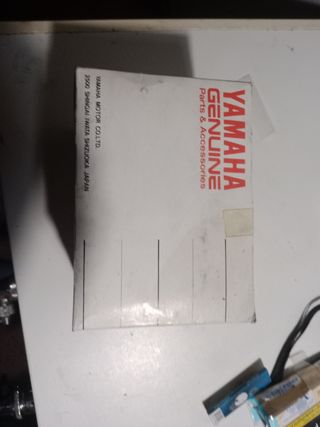 YAMAHA
GENUINE
Parts & Accessories
YAMAHA MOTOR CO.LTD.
2500 SHINGAI IWATA SHIZUOKA JAPAN